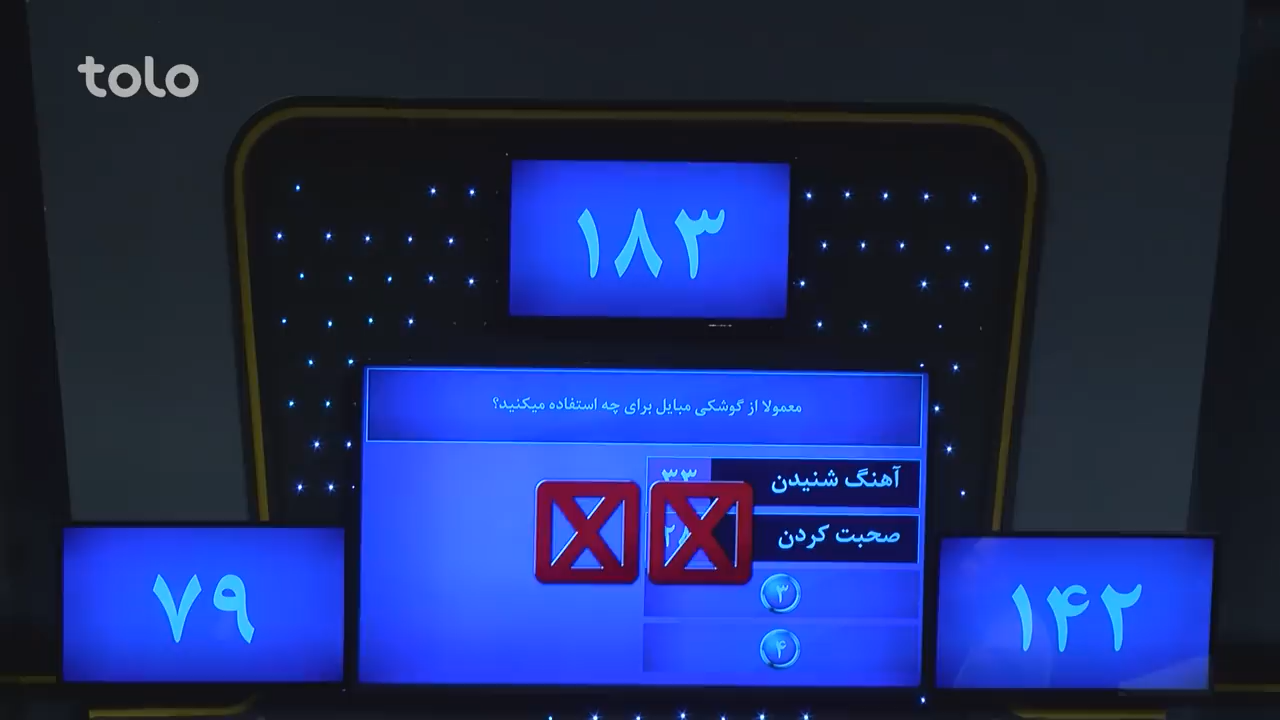 tolo
۱۸۳
معمولا از گوشکی مبایل برای چه استفاده میکنید؟
آهنگ شنیدن ۳۳
صحبت کردن
۳
۴
۷۹
۱۴۲